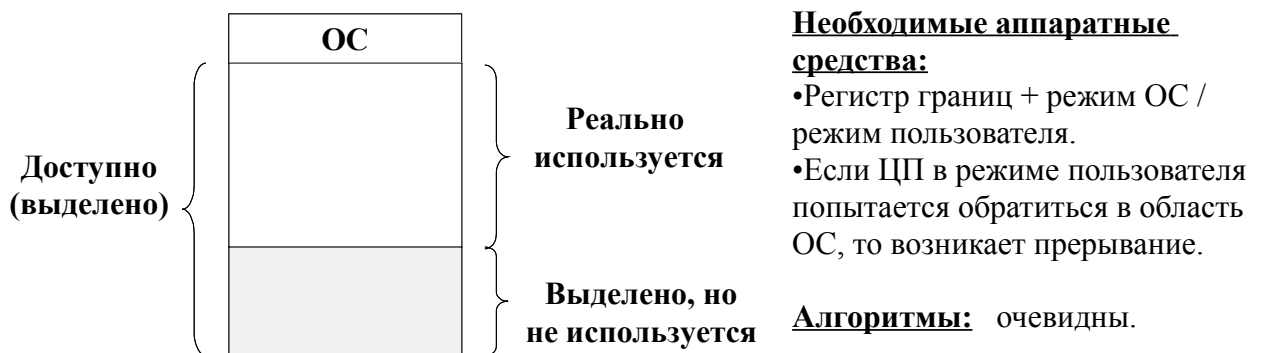 ОС
Доступно
(выделено)
Реально
используется
Выделено, но
не используется
Необходимые аппаратные
средства:
•Регистр границ + режим ОС /
режим пользователя.
•Если ЦП в режиме пользователя
попытается обратиться в область
ОС, то возникает прерывание.
Алгоритмы: очевидны.